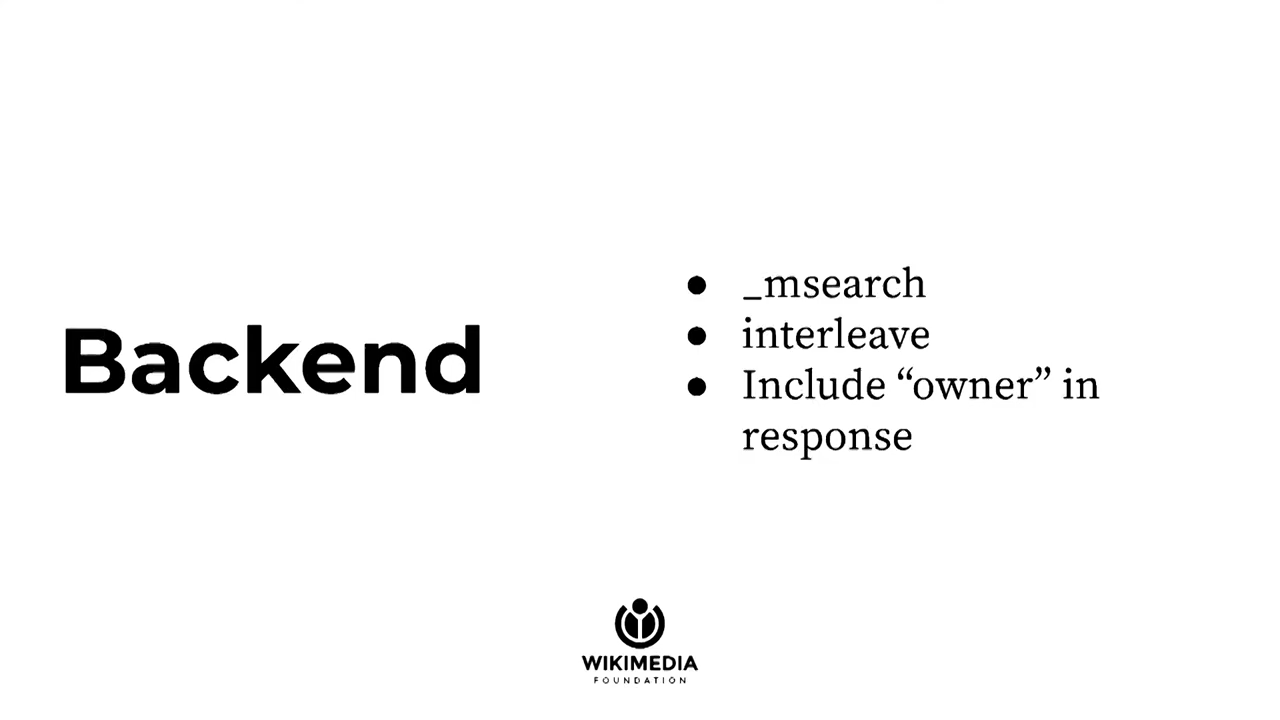 Backend
● _msearch
● interleave
● Include “owner” in
response
WIKIMEDIA
FOUNDATION